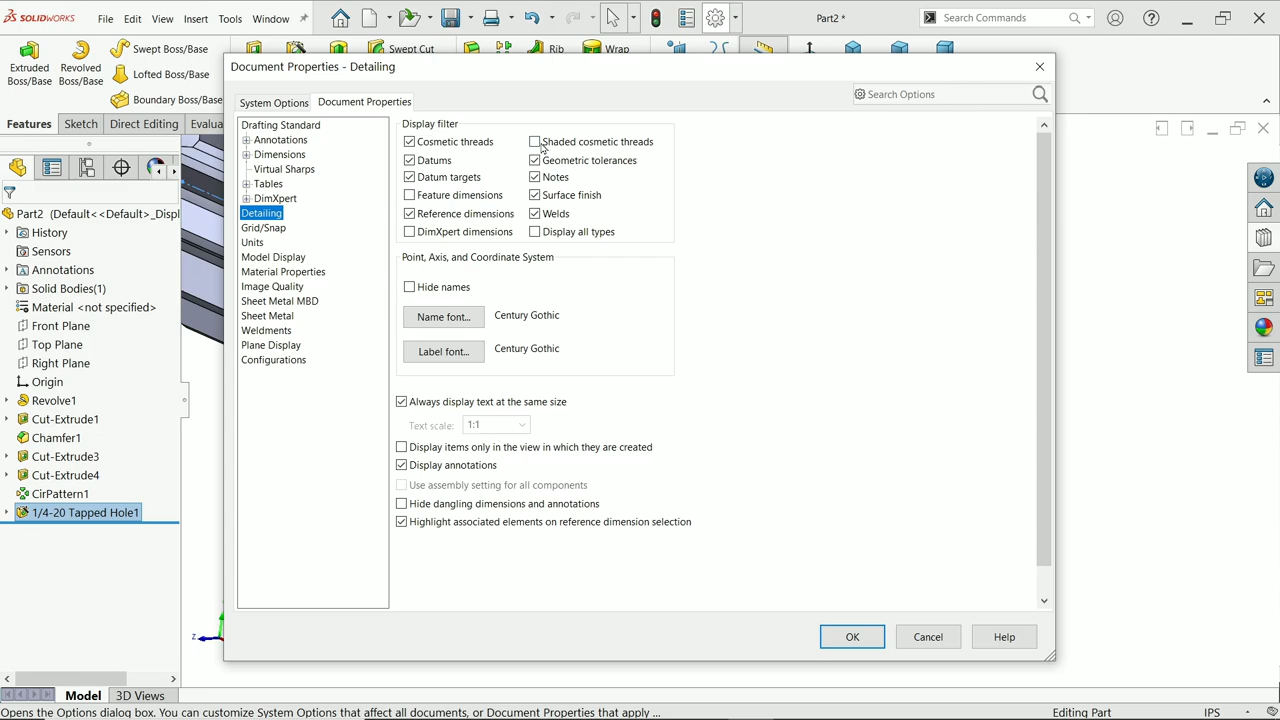 SOLIDWORKS File Edit View Insert Tools Window Part2 * Search Commands
Extruded Boss/Base
Revolved Boss/Base
Swept Boss/Base
Lofted Boss/Base
Boundary Boss/Base
Swept Cut
Rib
Wrap
Features Sketch Direct Editing Evalua
Part2 (Default<<Default>_Displ
History
Sensors
Annotations
Solid Bodies(1)
Material <not specified>
Front Plane
Top Plane
Right Plane
Origin
Revolve1
Cut-Extrude1
Chamfer1
Cut-Extrude3
Cut-Extrude4
CirPattern1
1/4-20 Tapped Hole1
Document Properties - Detailing
System Options Document Properties
Search Options
Drafting Standard
Annotations
Dimensions
Virtual Sharps
Tables
DimXpert
Detailing
Grid/Snap
Units
Model Display
Material Properties
Image Quality
Sheet Metal MBD
Sheet Metal
Weldments
Plane Display
Configurations
Display filter
Cosmetic threads Shaded cosmetic threads
Datums Geometric tolerances
Datum targets Notes
Feature dimensions Surface finish
Reference dimensions Welds
DimXpert dimensions Display all types
Point, Axis, and Coordinate System
Hide names
Name font... Century Gothic
Label font... Century Gothic
Always display text at the same size
Text scale: 1:1
Display items only in the view in which they are created
Display annotations
Use assembly setting for all components
Hide dangling dimensions and annotations
Highlight associated elements on reference dimension selection
OK Cancel Help
z
Model 3D Views
Opens the Options dialog box. You can customize System Options that affect all documents, or Document Properties that apply ... Editing Part IPS